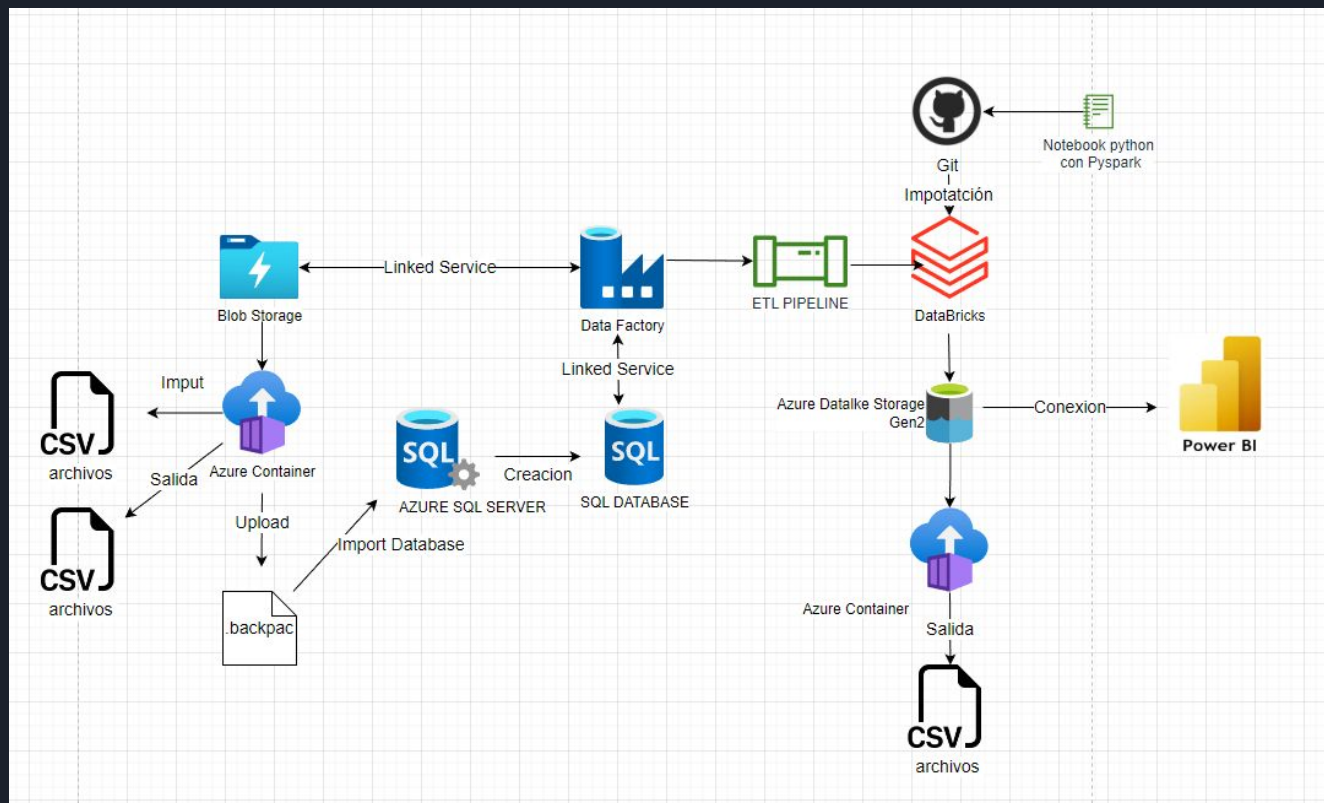 Notebook python
con Pyspark
Git
Impotatción
Linked Service
Blob Storage
Data Factory
ETL PIPELINE
DataBricks
Linked Service
Imput
CSV
archivos
Azure Container
Salida
CSV
archivos
Upload
.backpac
Import Database
SQL
AZURE SQL SERVER
Creacion
SQL
SQL DATABASE
Azure Datalke Storage
Gen2
Conexion
Power BI
Azure Container
Salida
CSV
archivos